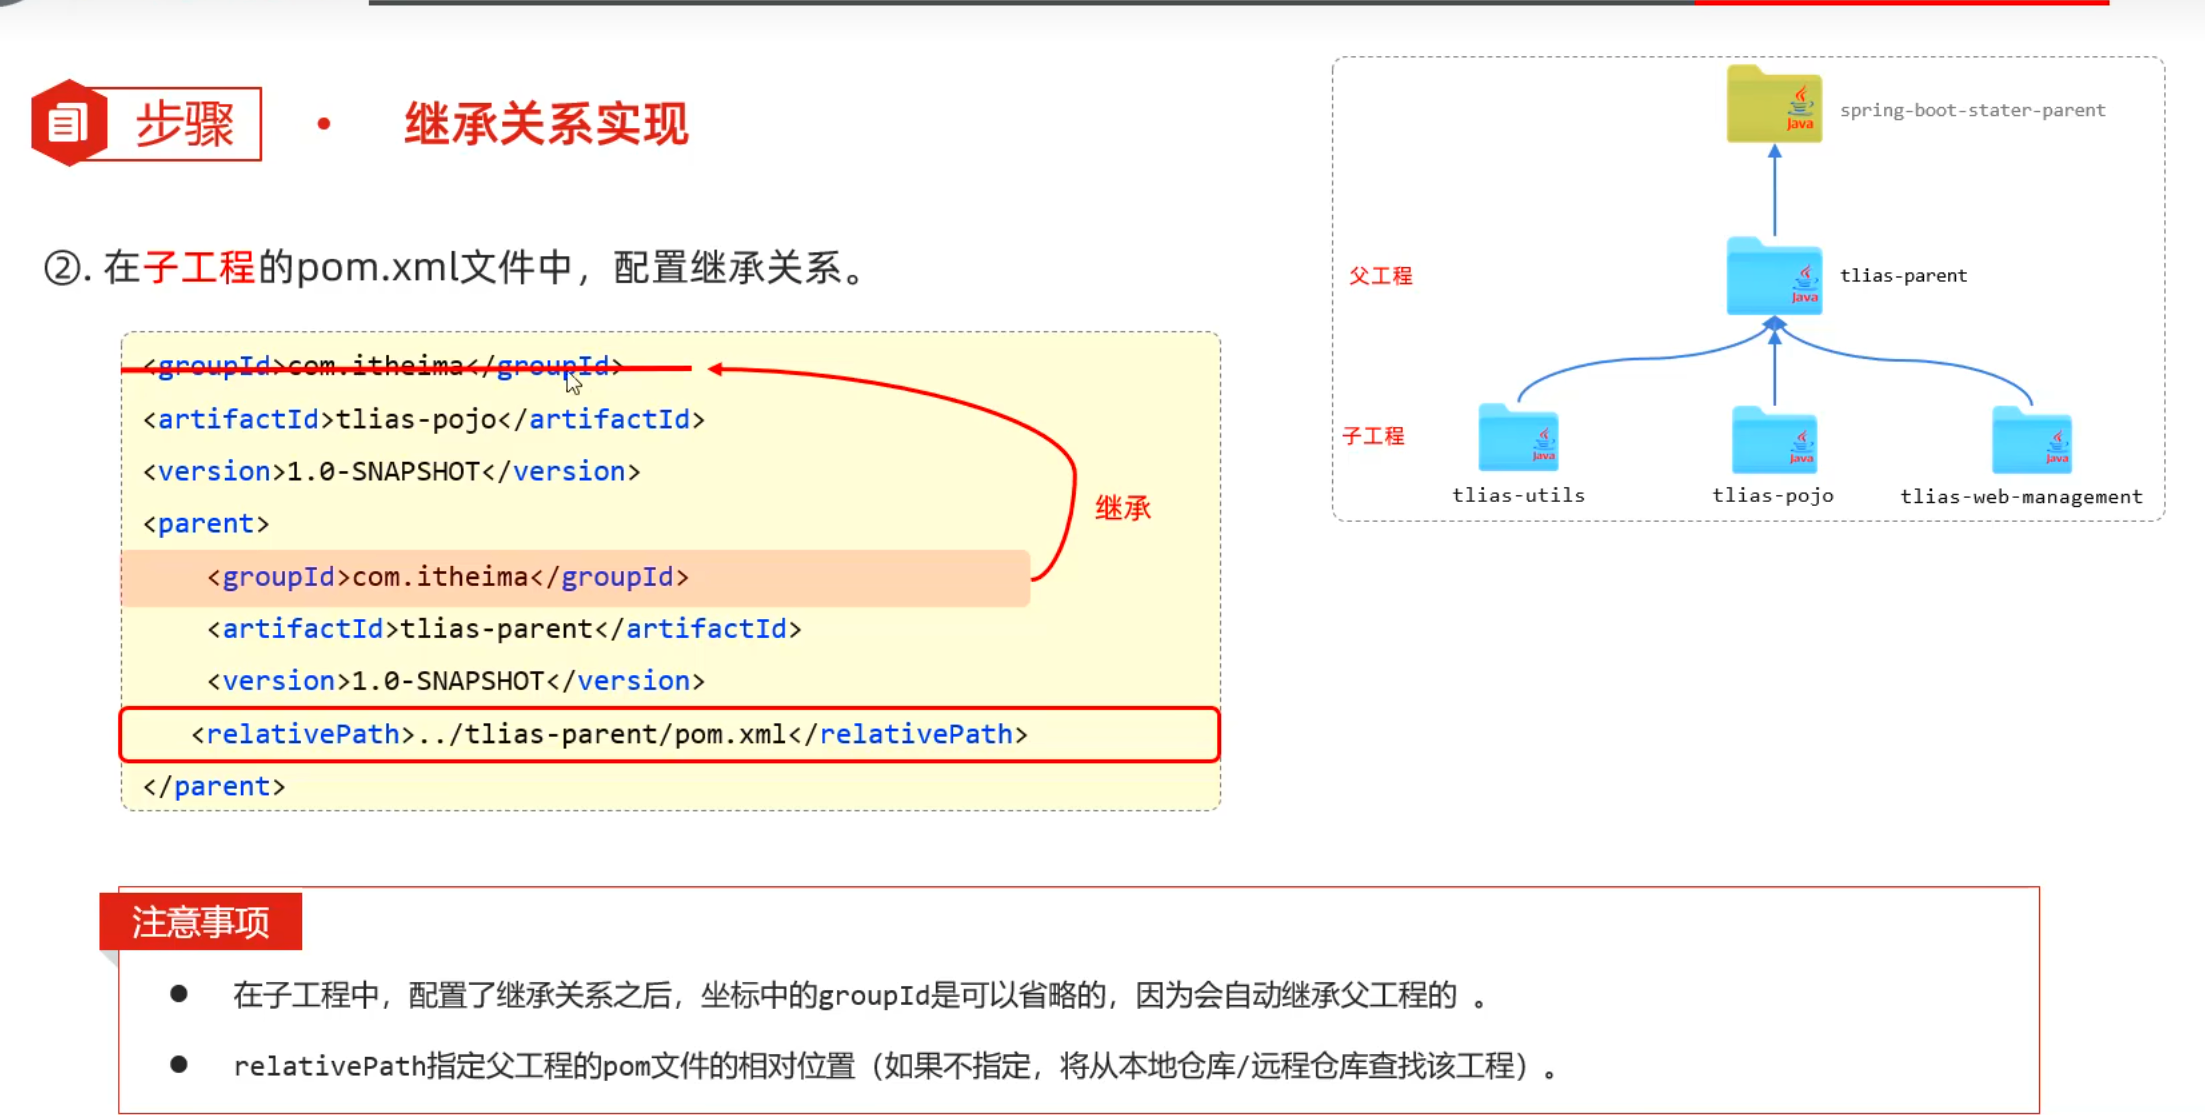 步骤
继承关系实现
②. 在子工程的pom.xml文件中，配置继承关系。
<groupId>com.itheima</groupId>
<artifactId>tlias-pojo</artifactId>
<version>1.0-SNAPSHOT</version>
<parent>
<groupId>com.itheima</groupId>
<artifactId>tlias-parent</artifactId>
<version>1.0-SNAPSHOT</version>
<relativePath>../tlias-parent/pom.xml</relativePath>
</parent>
继承
Java
spring-boot-stater-parent
父工程
Java
tlias-parent
子工程
Java
Java
Java
tlias-utils
tlias-pojo
tlias-web-management
注意事项
● 在子工程中，配置了继承关系之后，坐标中的groupId是可以省略的，因为会自动继承父工程的 。
● relativePath指定父工程的pom文件的相对位置（如果不指定，将从本地仓库/远程仓库查找该工程）。